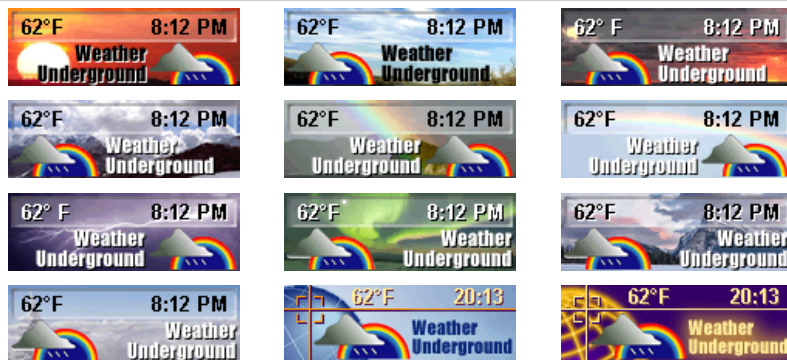 62°F 8:12 PM
Weather
Underground
62°F 8:12 PM
Weather
Underground
62° F 8:12 PM
Weather
Underground
62°F 8:12 PM
Weather
Underground
62°F 8:12 PM
Weather
Underground
62°F 8:12 PM
Weather
Underground
62° F 8:12 PM
Weather
Underground
62°F 8:12 PM
Weather
Underground
62°F 8:12 PM
Weather
Underground
62°F 8:12 PM
Weather
Underground
62°F 20:13
Weather
Underground
62°F 20:13
Weather
Underground